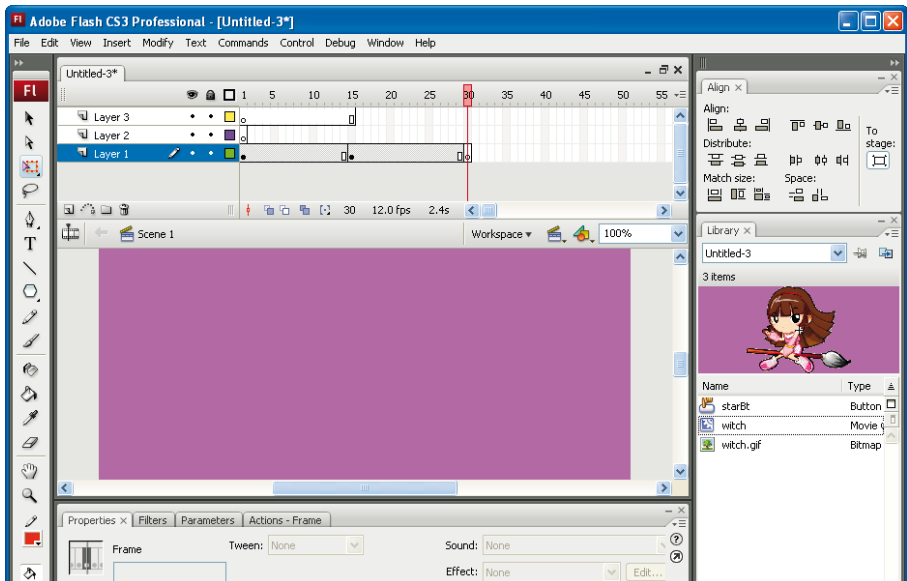 Fl Adobe Flash CS3 Professional - [Untitled-3*]
File Edit View Insert Modify Text Commands Control Debug Window Help
Untitled-3*
Fl
1 5 10 15 20 25 30 35 40 45 50 55
Layer 3
Layer 2
Layer 1
30 12.0 fps 2.4s
Scene 1 Workspace 100%
Properties × Filters Parameters Actions - Frame
Frame Tween: None Sound: None
Effect: None Edit...
Align ×
Align:
To
stage:
Distribute:
Match size: Space:
Library ×
Untitled-3
3 items
Name Type
starBt Button
witch Movie
witch.gif Bitmap
T